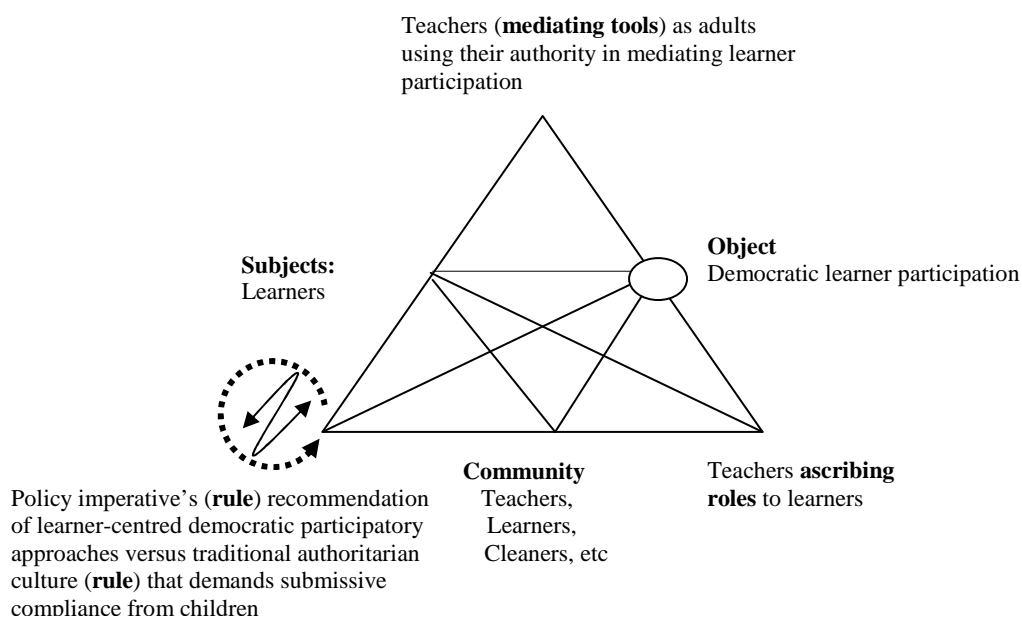 Teachers (mediating tools) as adults
using their authority in mediating learner
participation
Subjects:
Learners
Object
Democratic learner participation
Community
Teachers,
Learners,
Cleaners, etc
Teachers ascribing
roles to learners
Policy imperative’s (rule) recommendation
of learner-centred democratic participatory
approaches versus traditional authoritarian
culture (rule) that demands submissive
compliance from children